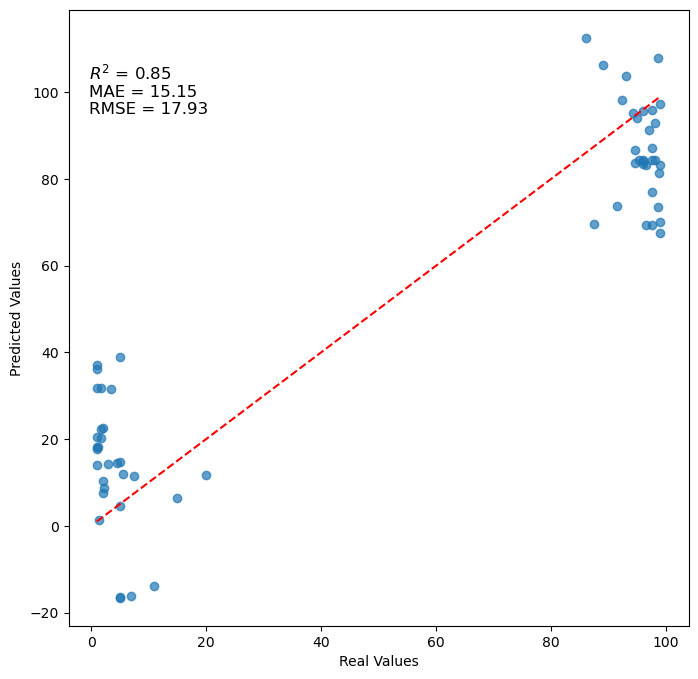 R² = 0.85
MAE = 15.15
RMSE = 17.93
100
80
60
40
20
0
−20
Predicted Values
0 20 40 60 80 100
Real Values